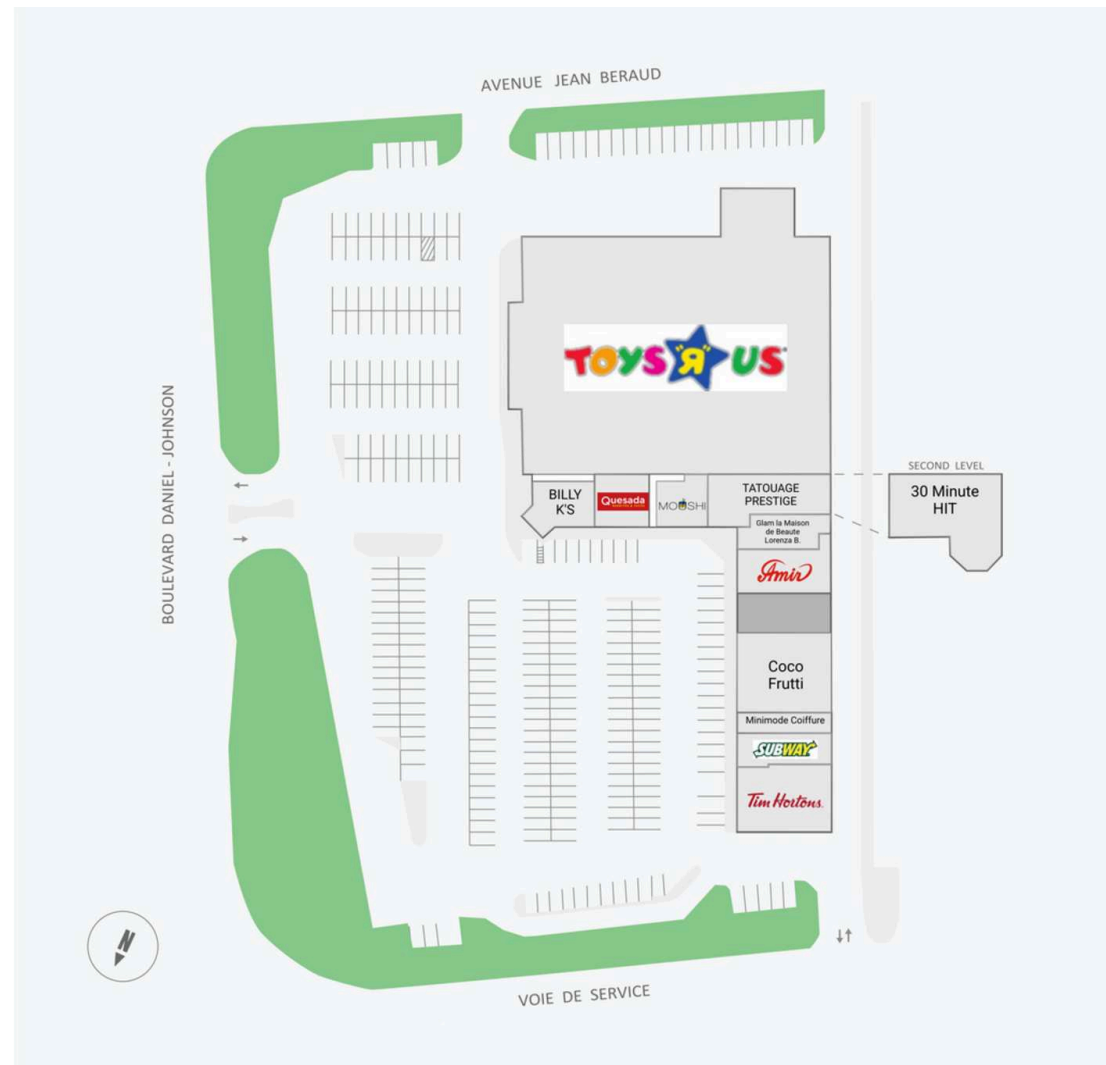 AVENUE JEAN BERAUD
BOULEVARD DANIEL - JOHNSON
TOYS "R" US
SECOND LEVEL
30 Minute
HIT
BILLY
K'S
Quesada
MOOSHI
TATOUAGE
PRESTIGE
Glam la Maison
de Beaute
Lorenza B.
Amir
Coco
Frutti
Minimode Coiffure
SUBWAY
Tim Hortons
N
VOIE DE SERVICE